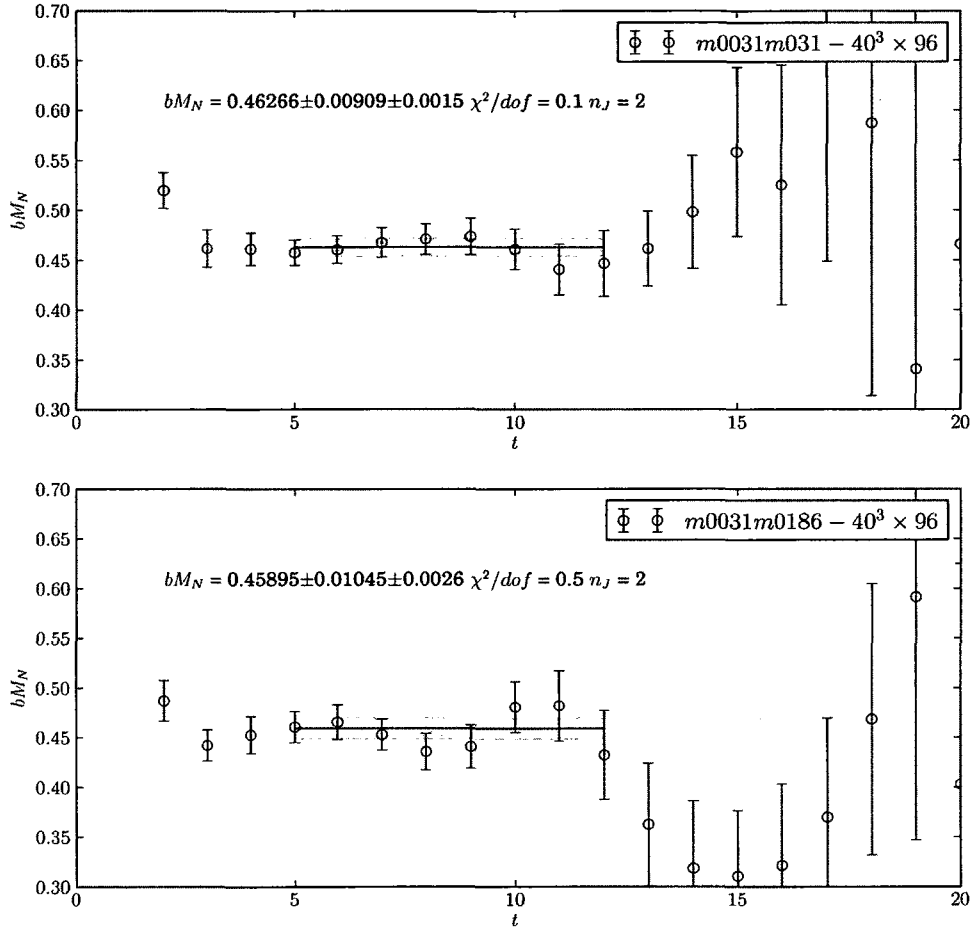 0.70
0.65
0.60
0.55
0.50
0.45
0.40
0.35
0.30
bM_N
m0031m031 − 40³ × 96
bM_N = 0.46266±0.00909±0.0015 χ²/dof = 0.1 n_J = 2
0 5 10 15 20
t
0.70
0.65
0.60
0.55
0.50
0.45
0.40
0.35
0.30
bM_N
m0031m0186 − 40³ × 96
bM_N = 0.45895±0.01045±0.0026 χ²/dof = 0.5 n_J = 2
0 5 10 15 20
t